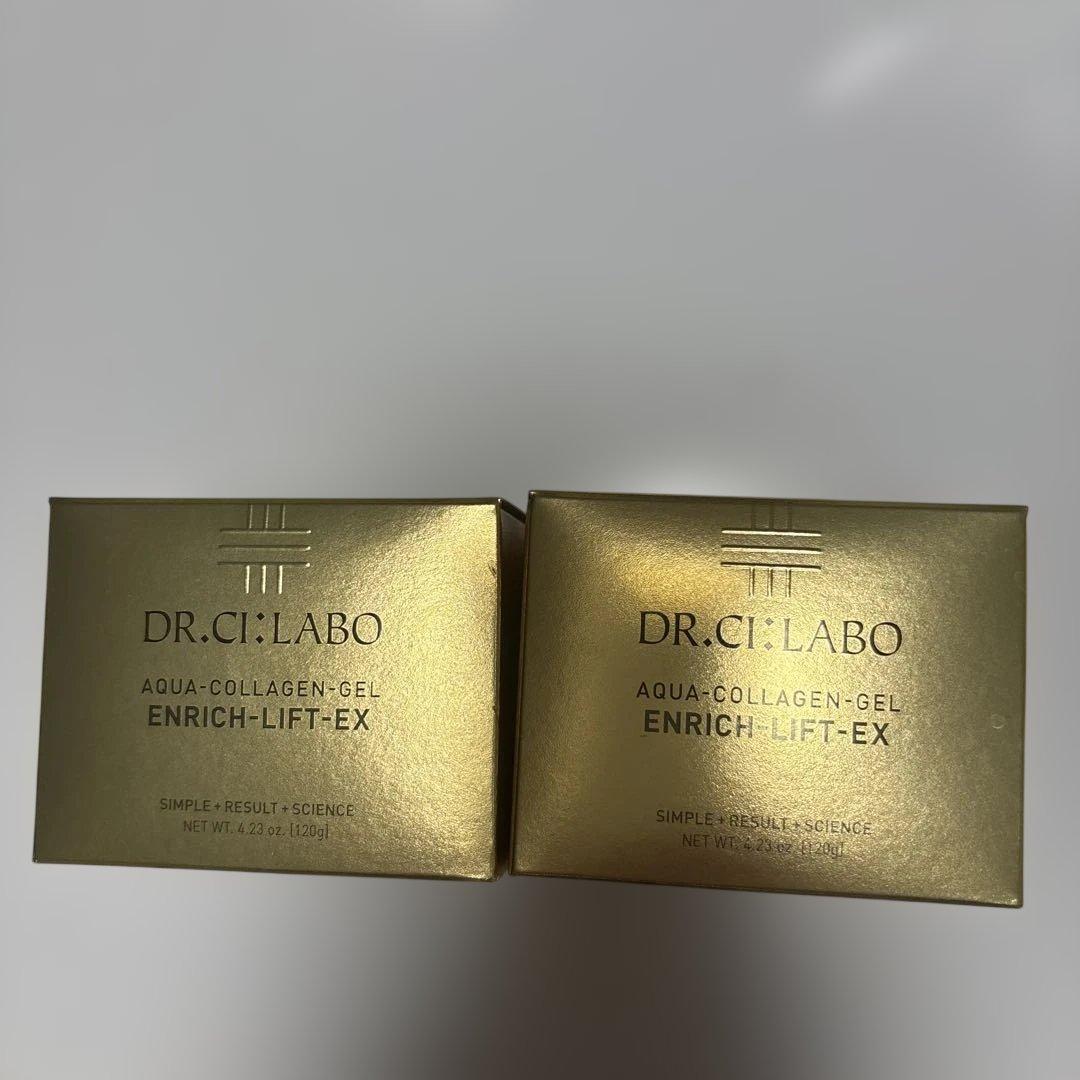 DR.CI:LABO
AQUA-COLLAGEN-GEL
ENRICH-LIFT-EX
SIMPLE+RESULT+SCIENCE
NET WT. 4.23 oz. [120g]
DR.CI:LABO
AQUA-COLLAGEN-GEL
ENRICH-LIFT-EX
SIMPLE+RESULT+SCIENCE
NET WT. 4.23 oz. [120g]